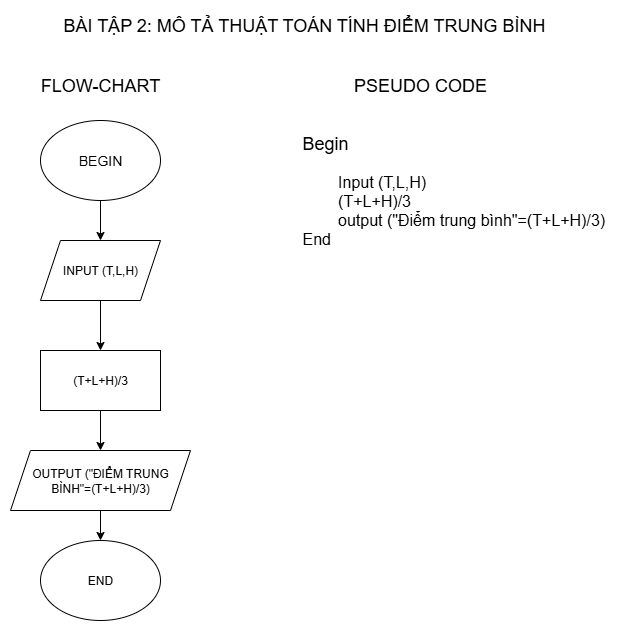 BÀI TẬP 2: MÔ TẢ THUẬT TOÁN TÍNH ĐIỂM TRUNG BÌNH
FLOW-CHART
BEGIN
INPUT (T,L,H)
(T+L+H)/3
OUTPUT ("ĐIỂM TRUNG
BÌNH"=(T+L+H)/3)
END
PSEUDO CODE
Begin
Input (T,L,H)
(T+L+H)/3
output ("Điểm trung bình"=(T+L+H)/3)
End